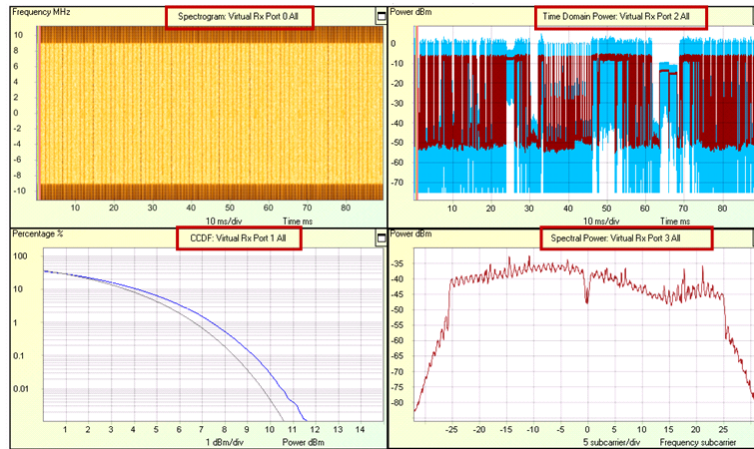 Frequency MHz
Spectrogram: Virtual Rx Port 0 All
10
8
6
4
2
0
-2
-4
-6
-8
-10
10 20 30 40 50 60 70 80
10 ms/div Time ms
Power dBm
Time Domain Power: Virtual Rx Port 2 All
0
-10
-20
-30
-40
-50
-60
-70
10 20 30 40 50 60 70 80
10 ms/div Time ms
Percentage %
CCDF: Virtual Rx Port 1 All
100
10
1
0.1
0.01
1 2 3 4 5 6 7 8 9 10 11 12 13 14
1 dBm/div Power dBm
Power dBm
Spectral Power: Virtual Rx Port 3 All
-35
-40
-45
-50
-55
-60
-65
-70
-75
-80
-25 -20 -15 -10 -5 0 5 10 15 20 25
5 subcarrier/div Frequency subcarrier